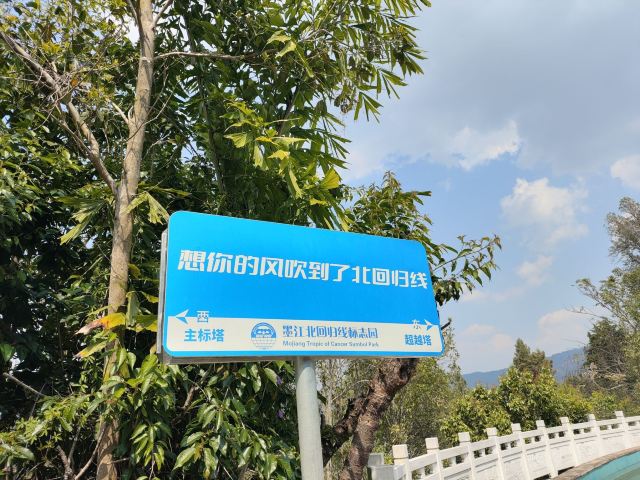 想你的风吹到了北回归线
西
主标塔
墨江北回归线标志园
Mojiang Tropic of Cancer Symbol Park
东
超越塔